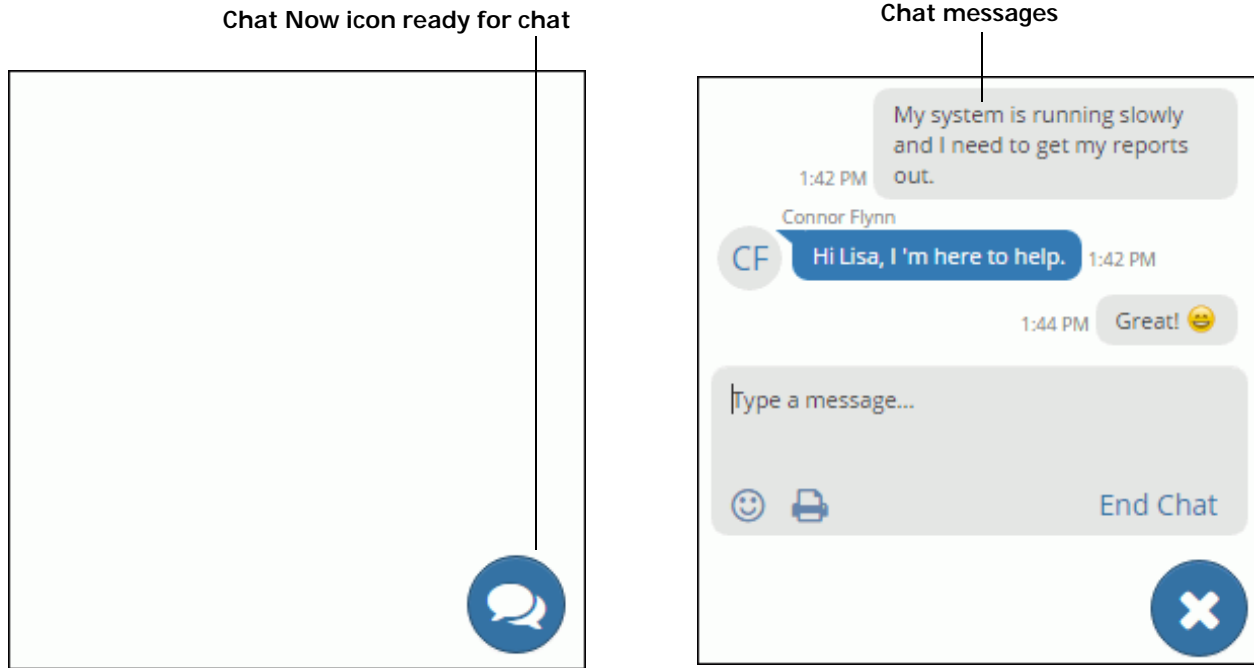 Chat Now icon ready for chat
Chat messages
My system is running slowly
and I need to get my reports
out.
1:42 PM
Connor Flynn
CF
Hi Lisa, I 'm here to help.
1:42 PM
1:44 PM
Great! 😄
Type a message...
End Chat